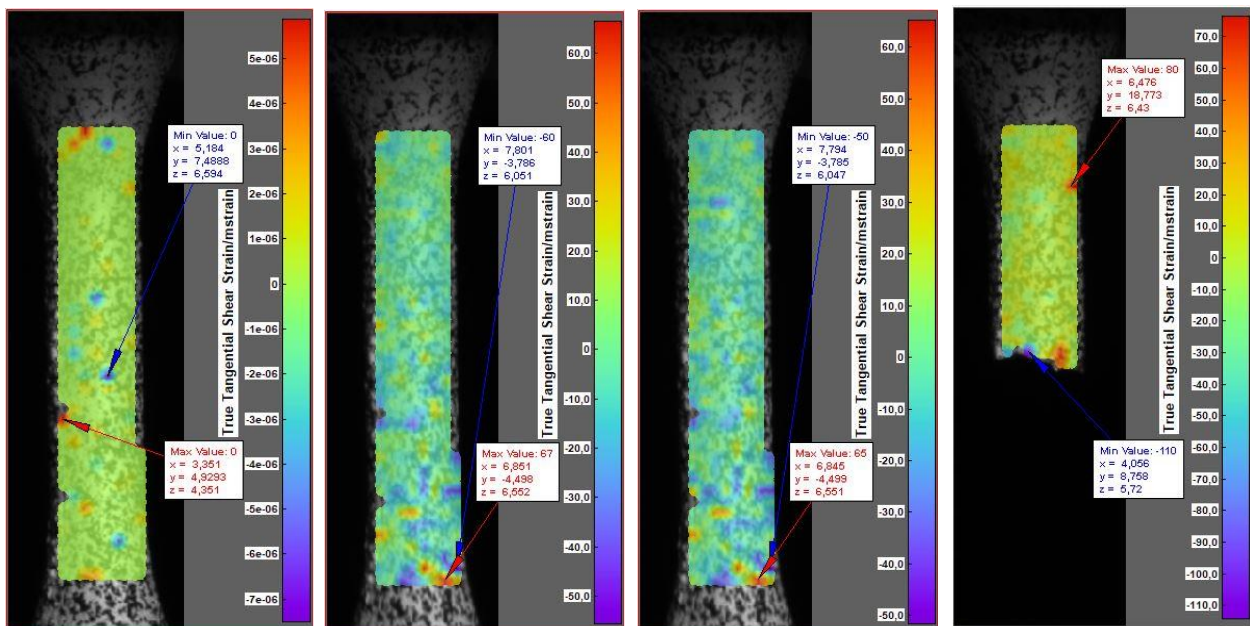 5e-06
4e-06
3e-06
2e-06
1e-06
0
-1e-06
-2e-06
-3e-06
-4e-06
-5e-06
-6e-06
-7e-06
True Tangential Shear Strain/mstrain
Min Value: 0
x = 5,184
y = 7,4888
z = 6,594
Max Value: 0
x = 3,351
y = 4,9293
z = 4,351
60,0
50,0
40,0
30,0
20,0
10,0
0,0
-10,0
-20,0
-30,0
-40,0
-50,0
True Tangential Shear Strain/mstrain
Min Value: -60
x = 7,801
y = -3,786
z = 6,051
Max Value: 67
x = 6,851
y = -4,498
z = 6,552
60,0
50,0
40,0
30,0
20,0
10,0
0,0
-10,0
-20,0
-30,0
-40,0
-50,0
True Tangential Shear Strain/mstrain
Min Value: -50
x = 7,794
y = -3,785
z = 6,047
Max Value: 65
x = 6,845
y = -4,499
z = 6,551
70,0
60,0
50,0
40,0
30,0
20,0
10,0
0,0
-10,0
-20,0
-30,0
-40,0
-50,0
-60,0
-70,0
-80,0
-90,0
-100,0
-110,0
True Tangential Shear Strain/mstrain
Max Value: 80
x = 6,476
y = 18,773
z = 6,43
Min Value: -110
x = 4,056
y = 8,758
z = 5,72